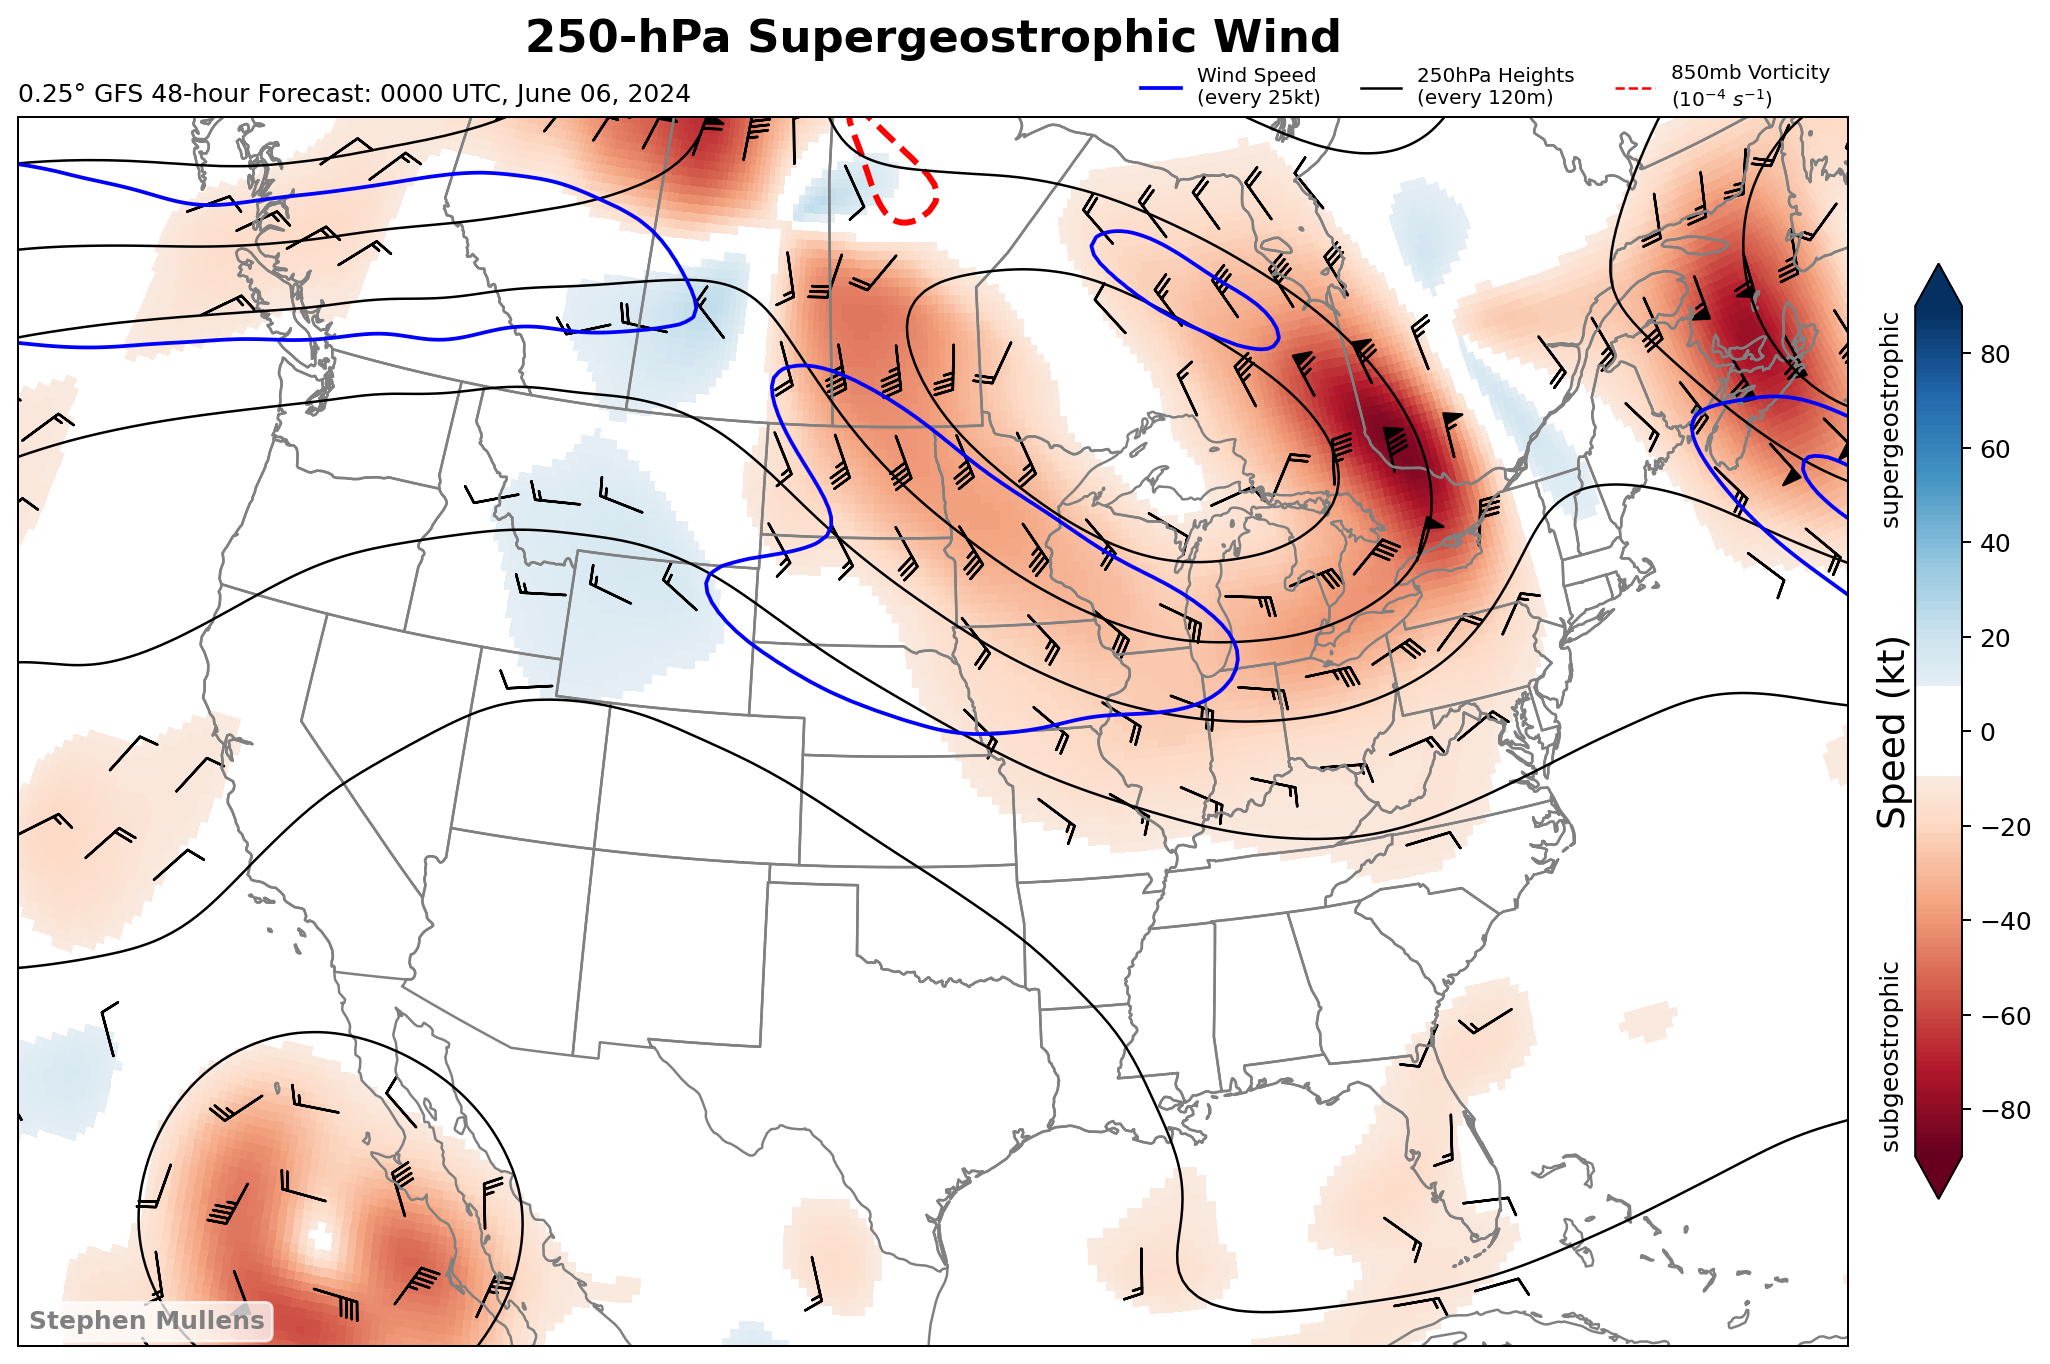 250-hPa Supergeostrophic Wind
0.25° GFS 48-hour Forecast: 0000 UTC, June 06, 2024
Wind Speed
(every 25kt)
250hPa Heights
(every 120m)
850mb Vorticity
(10⁻⁴ s⁻¹)
supergeostrophic
Speed (kt)
subgeostrophic
80
60
40
20
0
−20
−40
−60
−80
Stephen Mullens